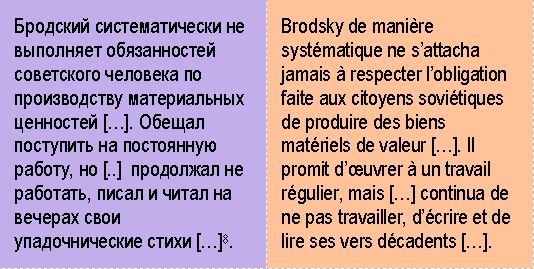 Бродский систематически не
выполняет обязанностей
советского человека по
производству материальных
ценностей […]. Обещал
поступить на постоянную
работу, но [..]  продолжал не
работать, писал и читал на
вечерах свои
упадочнические стихи […]³.
Brodsky de manière
systématique ne s’attacha
jamais à respecter l’obligation
faite aux citoyens soviétiques
de produire des biens
matériels de valeur […]. Il
promit d’œuvrer à un travail
régulier, mais […] continua de
ne pas travailler, d’écrire et de
lire ses vers décadents […].